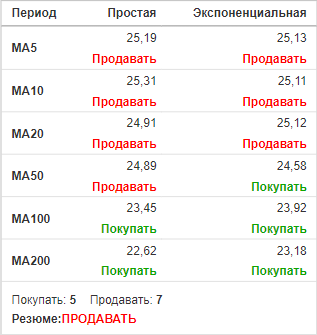 Период Простая Экспоненциальная
25,19 25,13
MA5
Продавать Продавать
25,31 25,11
MA10
Продавать Продавать
24,91 25,12
MA20
Продавать Продавать
24,89 24,58
MA50
Продавать Покупать
23,45 23,92
MA100
Покупать Покупать
22,62 23,18
MA200
Покупать Покупать
Покупать: 5 Продавать: 7
Резюме:ПРОДАВАТЬ